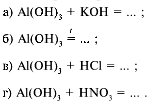 а) Al(OH)₃ + KOH = ... ;
б) Al(OH)₃ =ᵗ ... ;
в) Al(OH)₃ + HCl = ... ;
г) Al(OH)₃ + HNO₃ = ... .